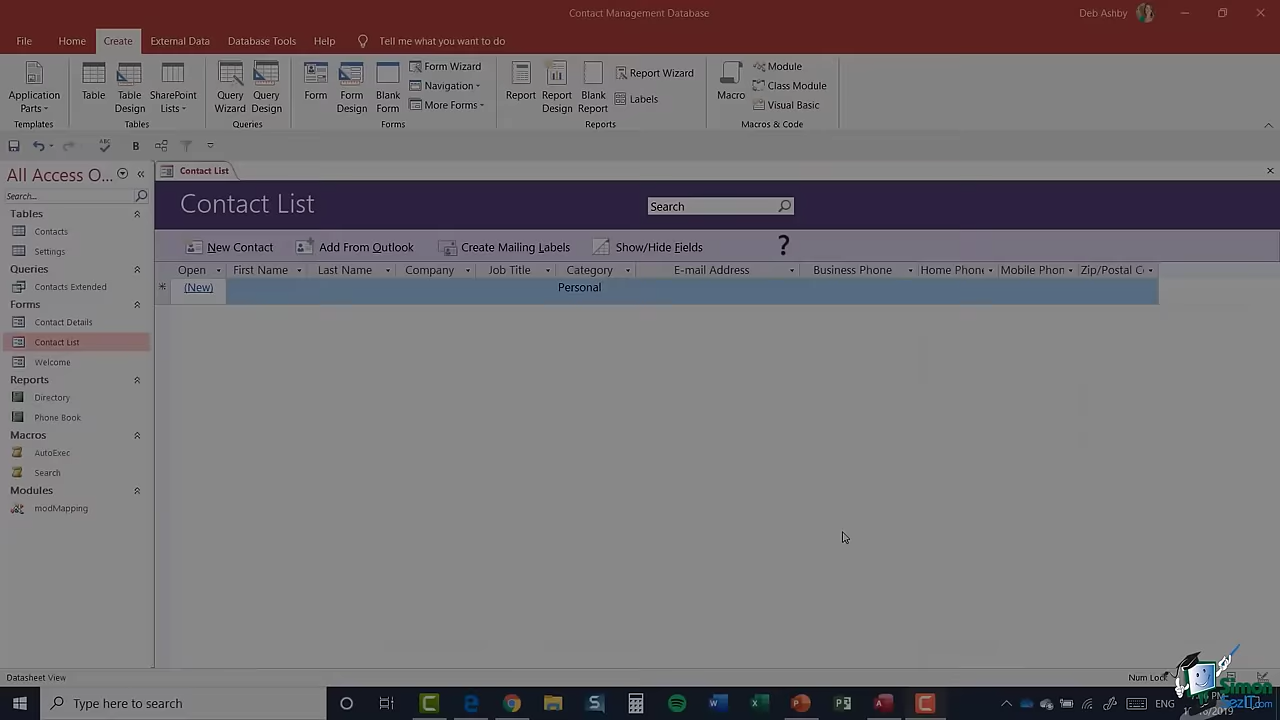 Contact Management Database
Deb Ashby
File Home Create External Data Database Tools Help Tell me what you want to do
Application Parts
Templates
Table
Table Design
SharePoint Lists
Tables
Query Wizard
Query Design
Queries
Form
Form Design
Blank Form
Form Wizard
Navigation
More Forms
Forms
Report
Report Design
Blank Report
Report Wizard
Labels
Reports
Macro
Module
Class Module
Visual Basic
Macros & Code
ABC
B
All Access O...
Search...
Tables
Contacts
Settings
Queries
Contacts Extended
Forms
Contact Details
Contact List
Welcome
Reports
Directory
Phone Book
Macros
AutoExec
Search
Modules
modMapping
Contact List
Contact List
Search
New Contact Add From Outlook Create Mailing Labels Show/Hide Fields ?
Open First Name Last Name Company Job Title Category E-mail Address Business Phone Home Phone Mobile Phon Zip/Postal C
(New) Personal
Datasheet View
Num Lock
Type here to search
ENG
Simon
Sez IT.com